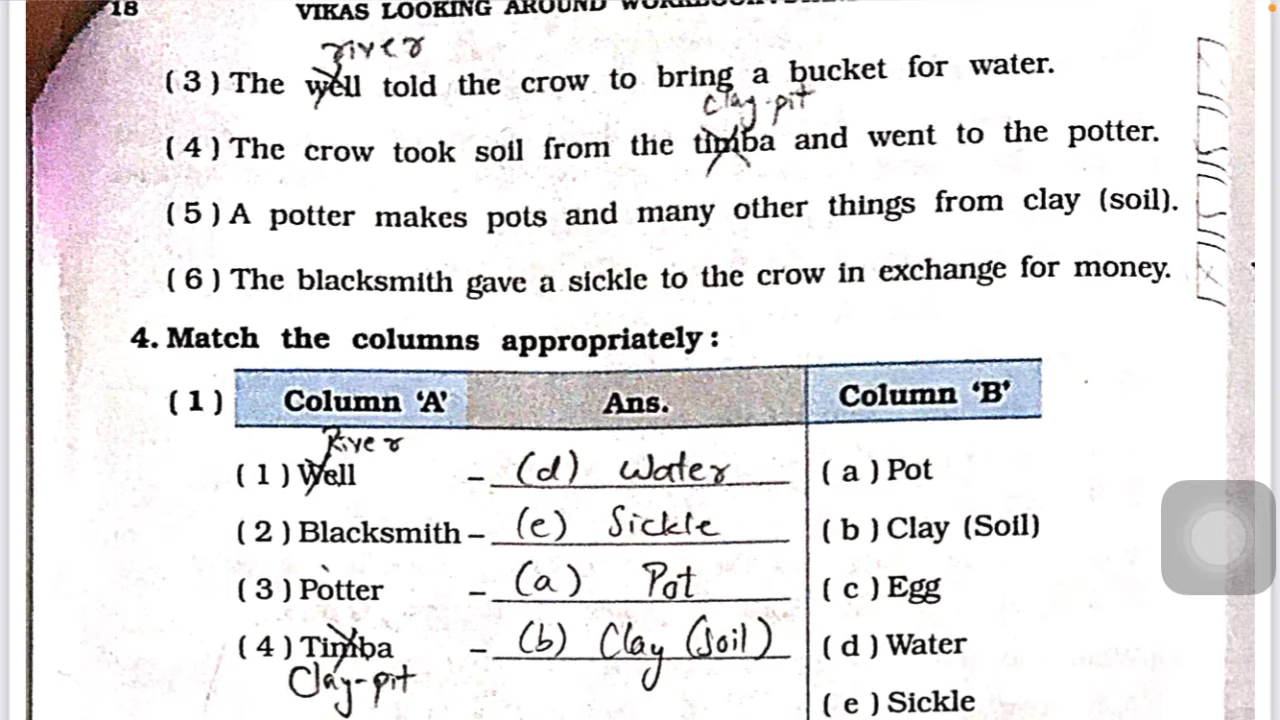 18 VIKAS LOOKING AROUND
river
(3) The well told the crow to bring a bucket for water.
clay-pit
(4) The crow took soil from the timba and went to the potter.
(5) A potter makes pots and many other things from clay (soil).
(6) The blacksmith gave a sickle to the crow in exchange for money.
4. Match the columns appropriately:
(1) Column 'A' Ans. Column 'B'
River
(1) Well – (d) Water (a) Pot
(2) Blacksmith – (e) Sickle (b) Clay (Soil)
(3) Potter – (a) Pot (c) Egg
(4) Timba – (b) Clay (Soil) (d) Water
Clay-pit
(e) Sickle